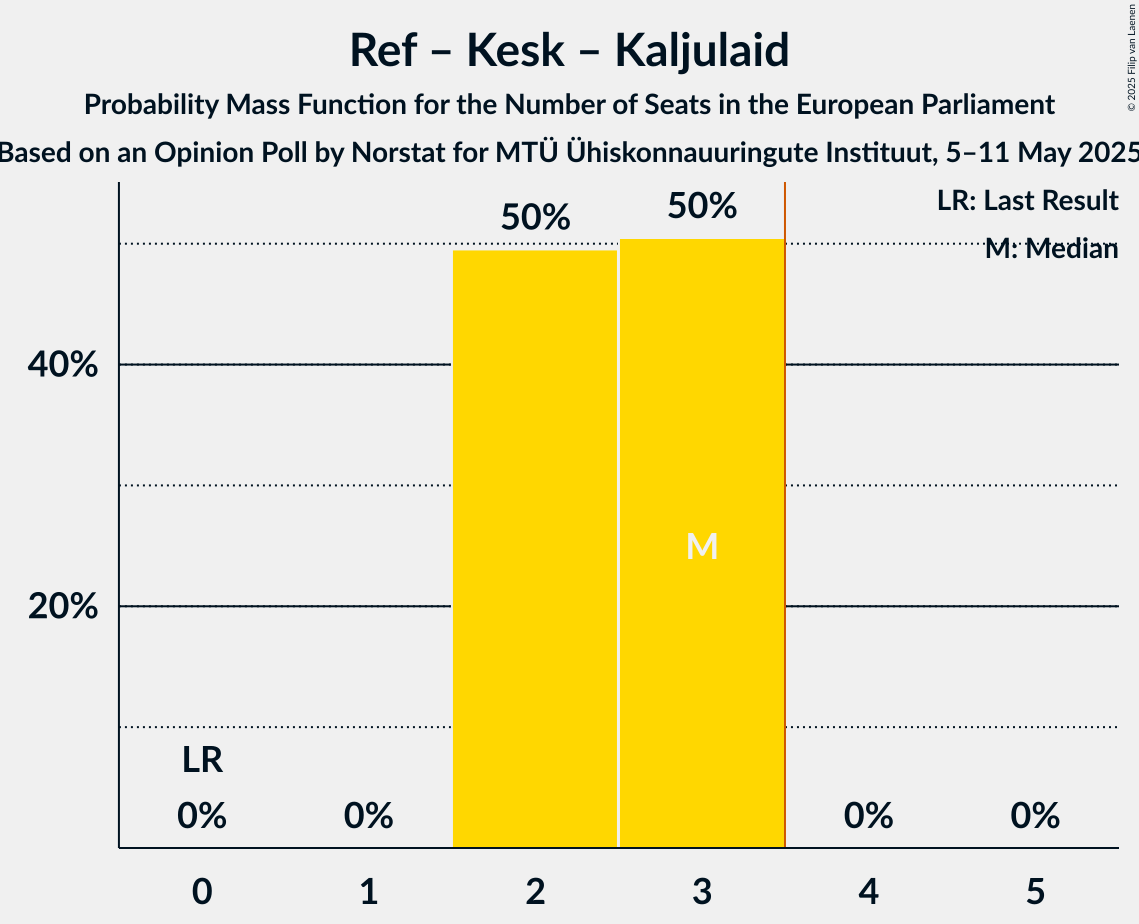 Ref – Kesk – Kaljulaid
Probability Mass Function for the Number of Seats in the European Parliament
Based on an Opinion Poll by Norstat for MTÜ Ühiskonnauuringute Instituut, 5–11 May 2025
© 2025 Filip van Laenen
LR: Last Result
M: Median
50%
50%
40%
20%
M
LR
0%
0%
0%
0%
0
1
2
3
4
5